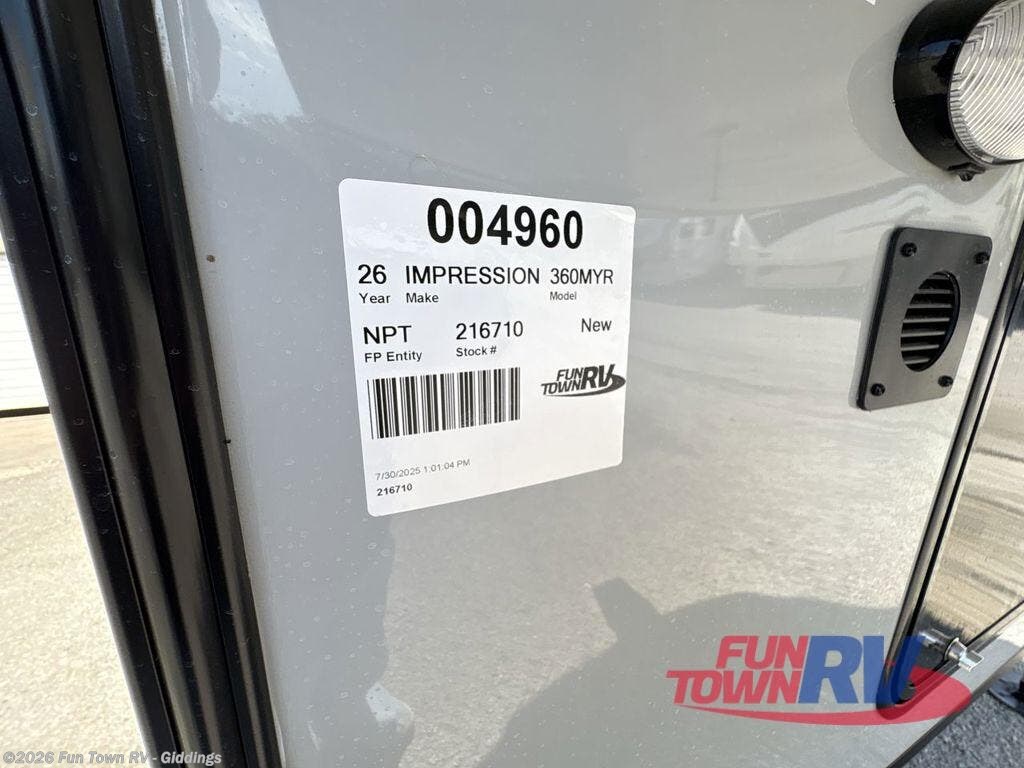 004960
26 IMPRESSION 360MYR
Year Make Model
NPT 216710 New
FP Entity Stock #
FUN TOWN RV
7/30/2025 1:01:04 PM
216710
FUN TOWN RV
©2026 Fun Town RV - Giddings